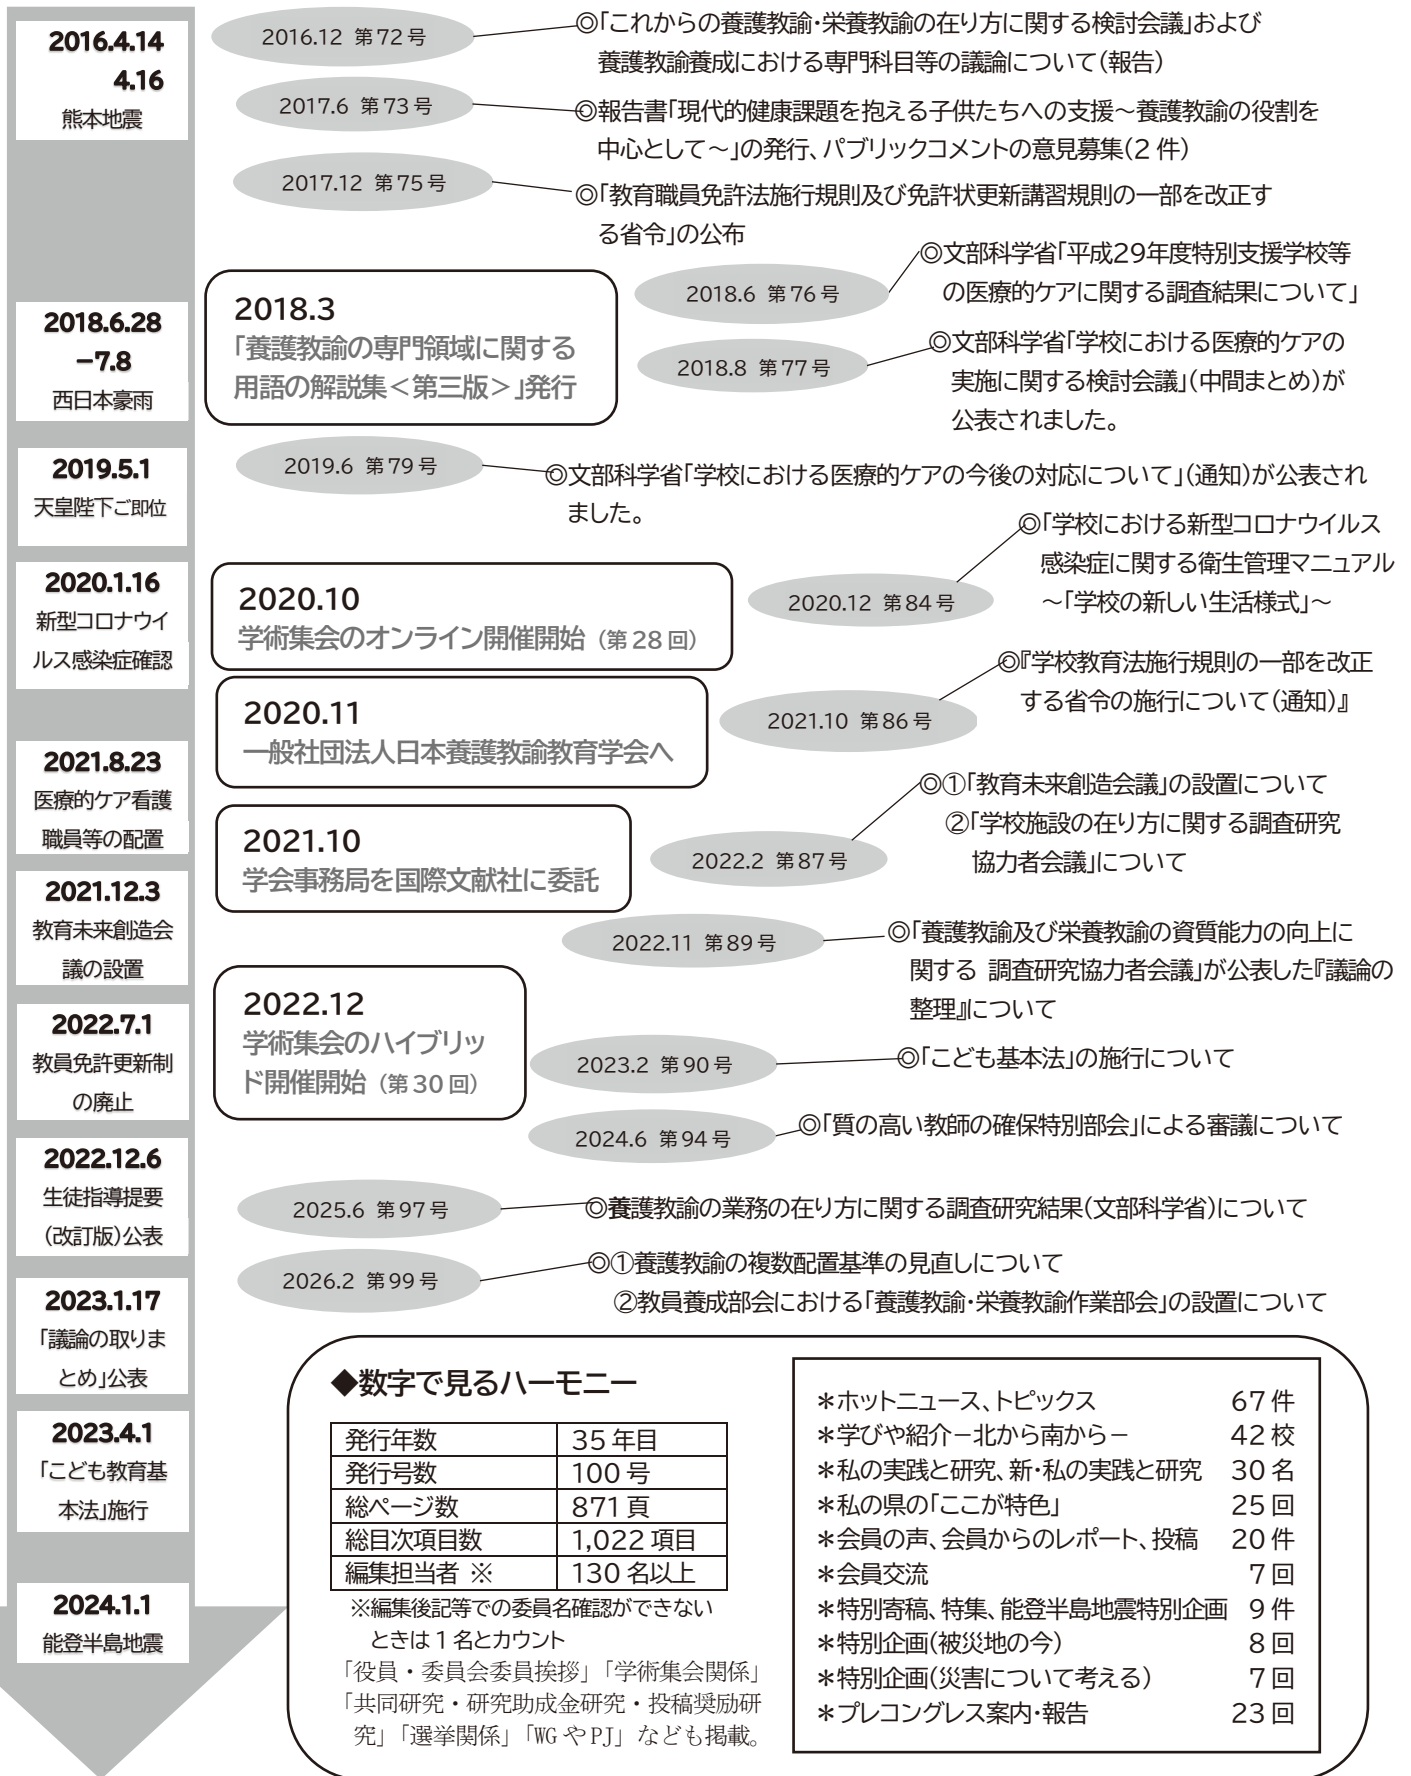 2016.4.14
4.16
熊本地震
2018.6.28
−7.8
西日本豪雨
2019.5.1
天皇陛下ご即位
2020.1.16
新型コロナウイ
ルス感染症確認
2021.8.23
医療的ケア看護
職員等の配置
2021.12.3
教育未来創造会
議の設置
2022.7.1
教員免許更新制
の廃止
2022.12.6
生徒指導提要
(改訂版)公表
2023.1.17
「議論の取りま
とめ」公表
2023.4.1
「こども教育基
本法」施行
2024.1.1
能登半島地震
2016.12 第72号
◎「これからの養護教諭・栄養教諭の在り方に関する検討会議」および
養護教諭養成における専門科目等の議論について(報告)
2017.6 第73号
◎報告書「現代的健康課題を抱える子供たちへの支援～養護教諭の役割を
中心として～」の発行、パブリックコメントの意見募集(2件)
2017.12 第75号
◎「教育職員免許法施行規則及び免許状更新講習規則の一部を改正す
る省令」の公布
2018.3
「養護教諭の専門領域に関する
用語の解説集＜第三版＞」発行
2018.6 第76号
◎文部科学省「平成29年度特別支援学校等
の医療的ケアに関する調査結果について」
2018.8 第77号
◎文部科学省「学校における医療的ケアの
実施に関する検討会議」(中間まとめ)が
公表されました。
2019.6 第79号
◎文部科学省「学校における医療的ケアの今後の対応について」(通知)が公表され
ました。
2020.10
学術集会のオンライン開催開始（第28回）
2020.12 第84号
◎「学校における新型コロナウイルス
感染症に関する衛生管理マニュアル
～「学校の新しい生活様式」～
2020.11
一般社団法人日本養護教諭教育学会へ
2021.10 第86号
◎『学校教育法施行規則の一部を改正
する省令の施行について(通知)』
2021.10
学会事務局を国際文献社に委託
2022.2 第87号
◎①「教育未来創造会議」の設置について
②「学校施設の在り方に関する調査研究
協力者会議」について
2022.11 第89号
◎「養護教諭及び栄養教諭の資質能力の向上に
関する 調査研究協力者会議」が公表した『議論の
整理』について
2022.12
学術集会のハイブリッ
ド開催開始（第30回）
2023.2 第90号
◎「こども基本法」の施行について
2024.6 第94号
◎「質の高い教師の確保特別部会」による審議について
2025.6 第97号
◎養護教諭の業務の在り方に関する調査研究結果(文部科学省)について
2026.2 第99号
◎①養護教諭の複数配置基準の見直しについて
②教員養成部会における「養護教諭・栄養教諭作業部会」の設置について
◆数字で見るハーモニー
発行年数 35年目
発行号数 100号
総ページ数 871頁
総目次項目数 1,022項目
編集担当者 ※ 130名以上
※編集後記等での委員名確認ができない
ときは1名とカウント
「役員・委員会委員挨拶」「学術集会関係」
「共同研究・研究助成金研究・投稿奨励研
究」「選挙関係」「WGやPJ」なども掲載。
＊ホットニュース、トピックス 67件
＊学びや紹介−北から南から− 42校
＊私の実践と研究、新・私の実践と研究 30名
＊私の県の「ここが特色」 25回
＊会員の声、会員からのレポート、投稿 20件
＊会員交流 7回
＊特別寄稿、特集、能登半島地震特別企画 9件
＊特別企画(被災地の今) 8回
＊特別企画(災害について考える) 7回
＊プレコングレス案内・報告 23回